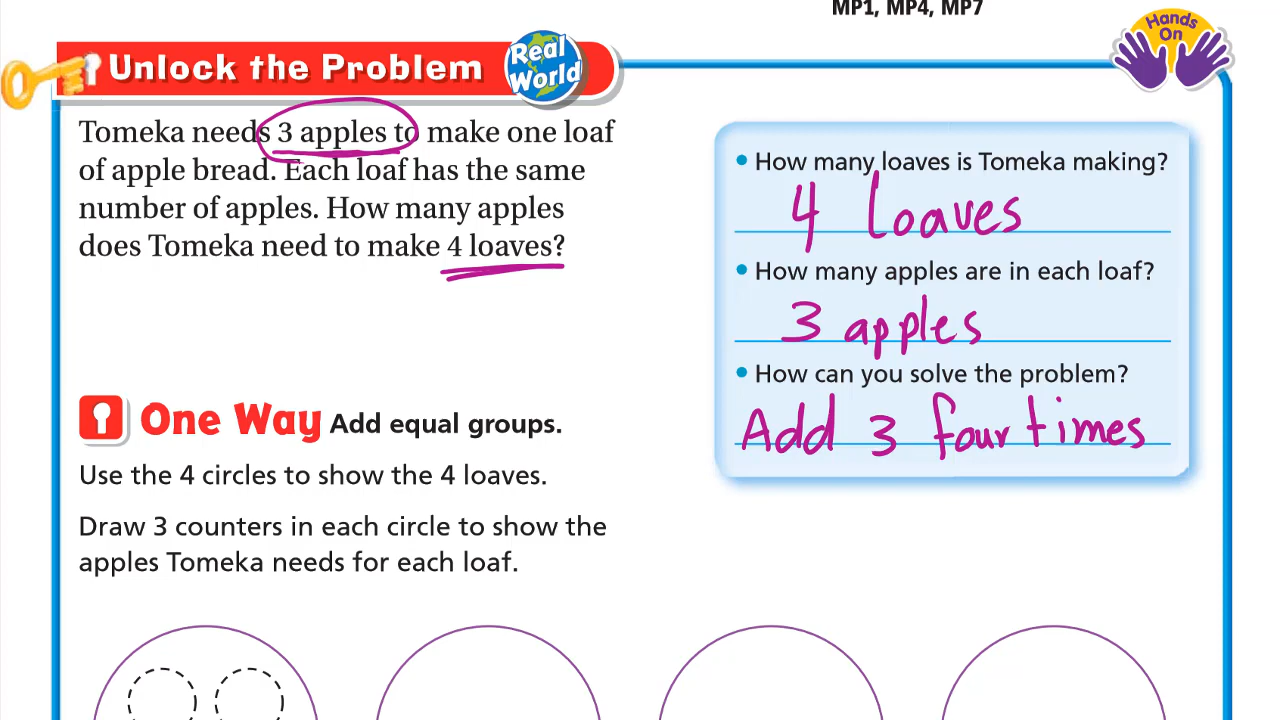 MP1, MP4, MP7
Hands
On
Unlock the Problem
Real
World
Tomeka needs 3 apples to make one loaf
of apple bread. Each loaf has the same
number of apples. How many apples
does Tomeka need to make 4 loaves?
• How many loaves is Tomeka making?
4 loaves
• How many apples are in each loaf?
3 apples
• How can you solve the problem?
Add 3 four times
One Way Add equal groups.
Use the 4 circles to show the 4 loaves.
Draw 3 counters in each circle to show the
apples Tomeka needs for each loaf.